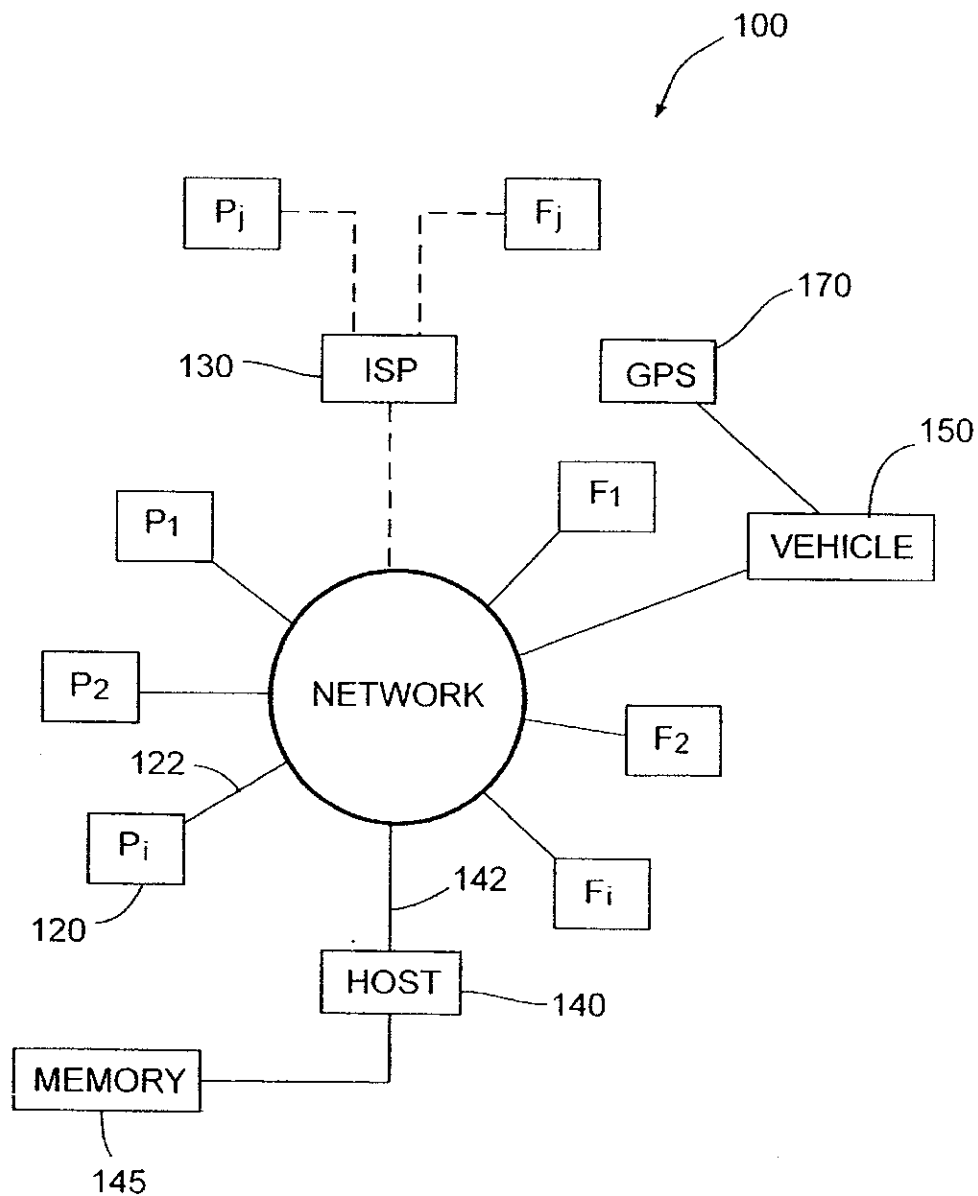 100
Pj
Fj
170
130
ISP
GPS
150
P1
F1
VEHICLE
P2
NETWORK
F2
122
Pi
142
Fi
120
HOST
140
MEMORY
145